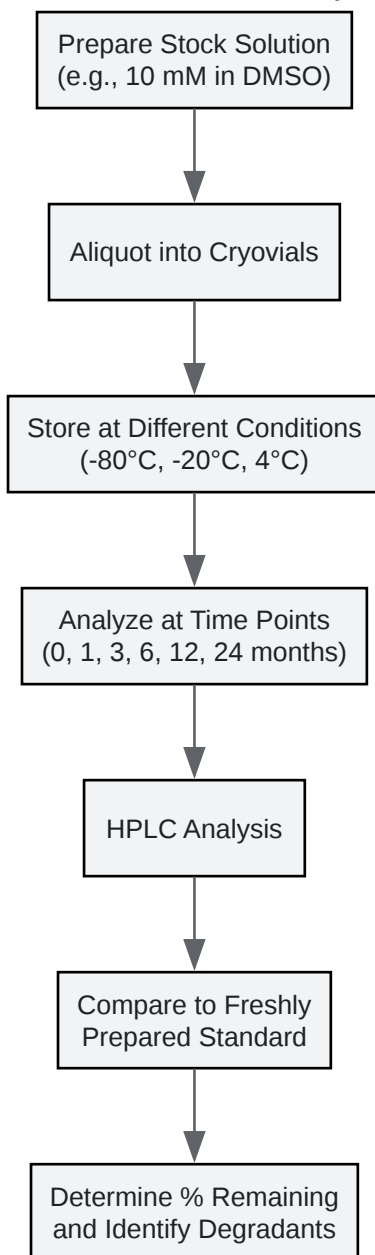 Prepare Stock Solution
(e.g., 10 mM in DMSO)
Aliquot into Cryovials
Store at Different Conditions
(-80°C, -20°C, 4°C)
Analyze at Time Points
(0, 1, 3, 6, 12, 24 months)
HPLC Analysis
Compare to Freshly
Prepared Standard
Determine % Remaining
and Identify Degradants